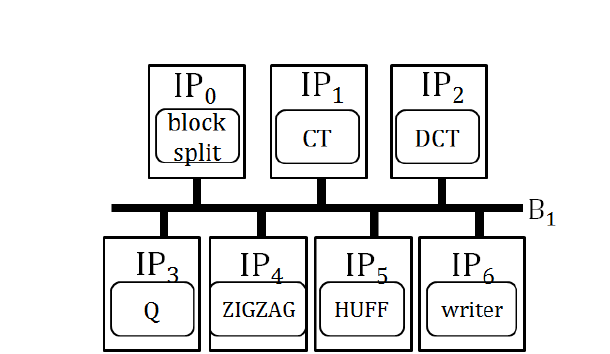 IP₀
block
split
IP₁
CT
IP₂
DCT
B₁
IP₃
Q
IP₄
ZIGZAG
IP₅
HUFF
IP₆
writer